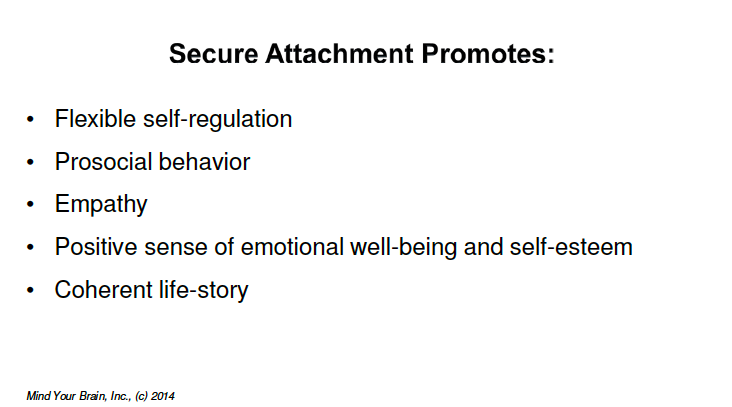 Secure Attachment Promotes:
• Flexible self-regulation
• Prosocial behavior
• Empathy
• Positive sense of emotional well-being and self-esteem
• Coherent life-story
Mind Your Brain, Inc., (c) 2014